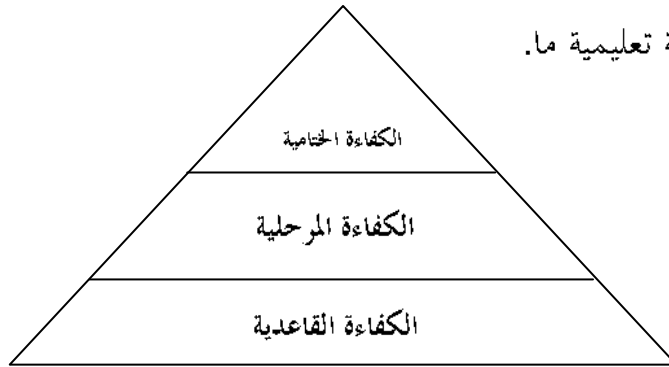 تعليمية ما.
الكفاءة الختامية
الكفاءة المرحلية
الكفاءة القاعدية